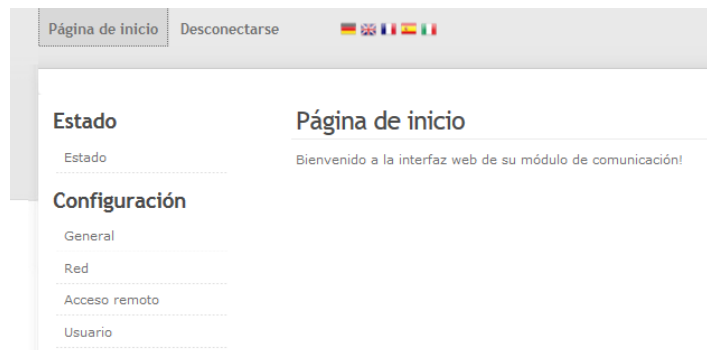 Página de inicio Desconectarse
Estado
Estado
Configuración
General
Red
Acceso remoto
Usuario
Página de inicio
Bienvenido a la interfaz web de su módulo de comunicación!